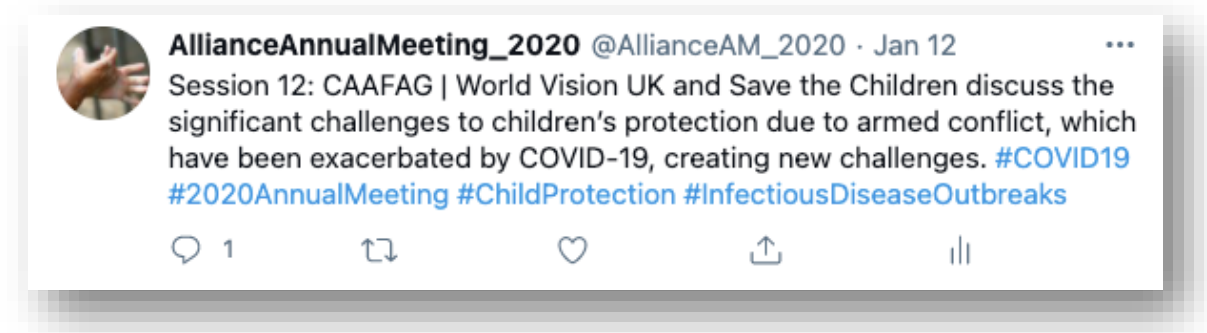 AllianceAnnualMeeting_2020 @AllianceAM_2020 · Jan 12
Session 12: CAAFAG | World Vision UK and Save the Children discuss the
significant challenges to children’s protection due to armed conflict, which
have been exacerbated by COVID-19, creating new challenges. #COVID19
#2020AnnualMeeting #ChildProtection #InfectiousDiseaseOutbreaks
1